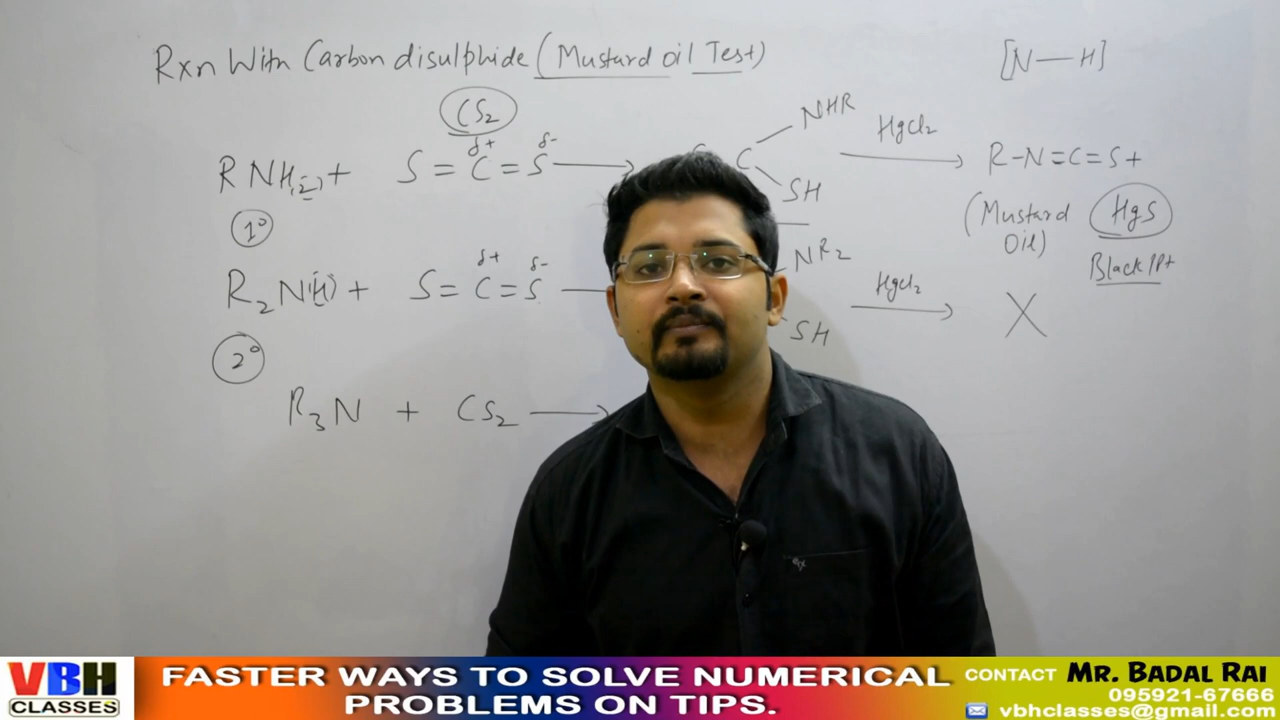 Rxn With Carbon disulphide (Mustard Oil Test)
[N—H]
CS2
RNH(2) + S=C=S → C NHR SH HgCl2 → R-N=C=S+
δ+ δ-
1° (Mustard Oil) HgS
Black PPt
R2N(H) + S=C=S — NR2 SH HgCl2 → X
δ+ δ-
2°
R3N + CS2 →
VBH
CLASSES
FASTER WAYS TO SOLVE NUMERICAL
PROBLEMS ON TIPS.
CONTACT MR. BADAL RAI
095921-67666
vbhclasses@gmail.com